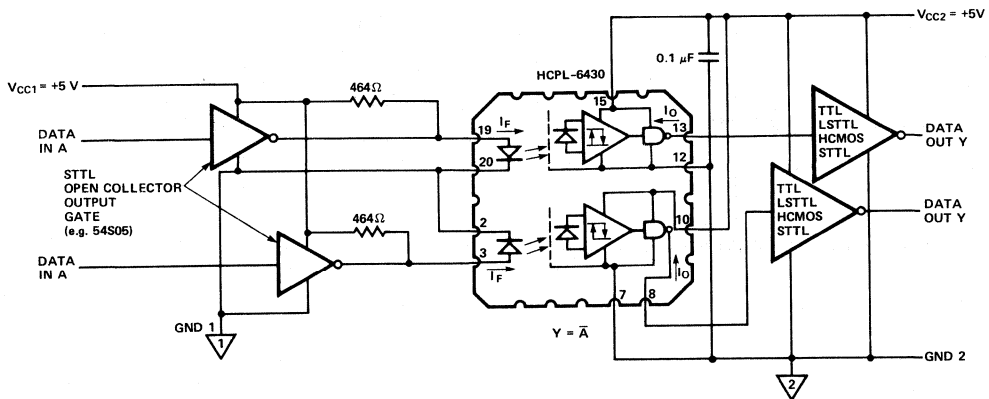 VCC2 = +5V
0.1 µF
HCPL-6430
VCC1 = +5 V
464Ω
15
IO
13
19
IF
DATA
IN A
20
12
TTL
LSTTL
HCMOS
STTL
DATA
OUT Y
STTL
OPEN COLLECTOR
OUTPUT
GATE
(e.g. 54S05)
464Ω
2
10
TTL
LSTTL
HCMOS
STTL
DATA
OUT Y
DATA
IN A
3
IF
IO
7
8
GND 1
1
Y = A̅
GND 2
2